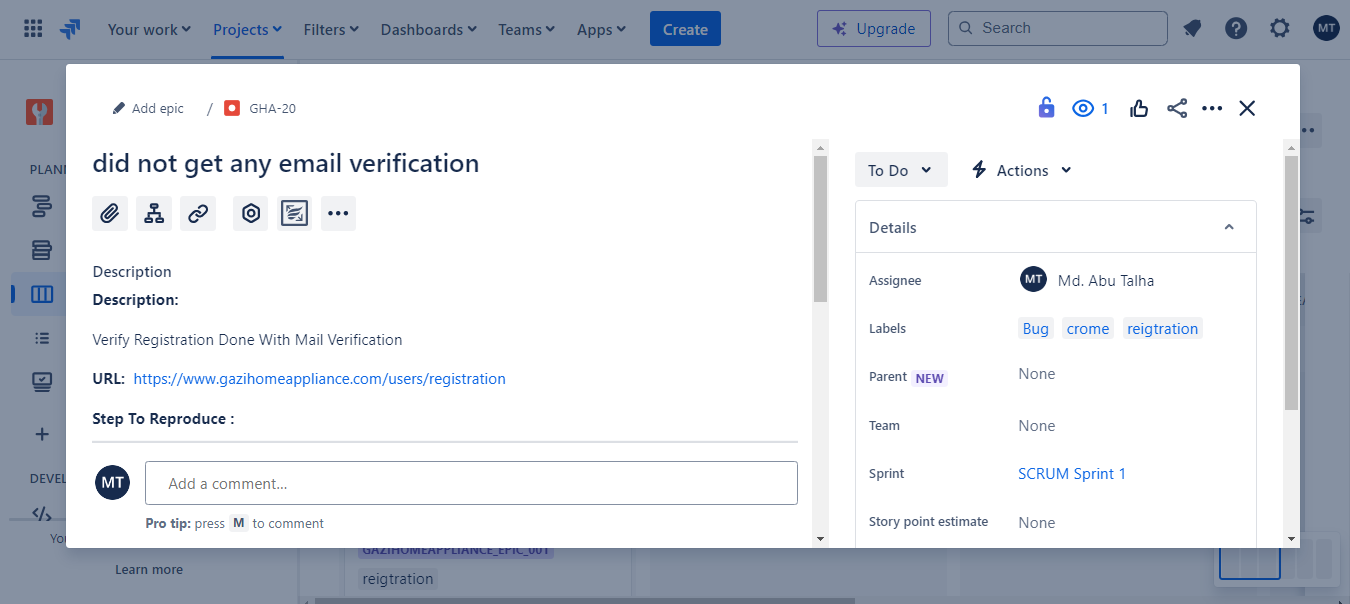 Your work Projects Filters Dashboards Teams Apps Create Upgrade Search MT
Add epic / GHA-20 1
did not get any email verification
To Do Actions
Details
Description
Description:
Verify Registration Done With Mail Verification
URL: https://www.gazihomeappliance.com/users/registration
Step To Reproduce :
MT Add a comment...
Pro tip: press M to comment
Assignee MT Md. Abu Talha
Labels Bug crome reigtration
Parent NEW None
Team None
Sprint SCRUM Sprint 1
Story point estimate None
PLANN
DEVEL
You
Learn more
GAZIHOMEAPPLIANCE_EPIC_001
reigtration